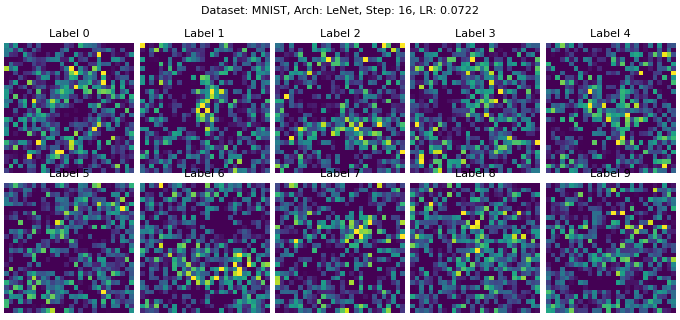 Dataset: MNIST, Arch: LeNet, Step: 16, LR: 0.0722
Label 0 Label 1 Label 2 Label 3 Label 4
Label 5 Label 6 Label 7 Label 8 Label 9